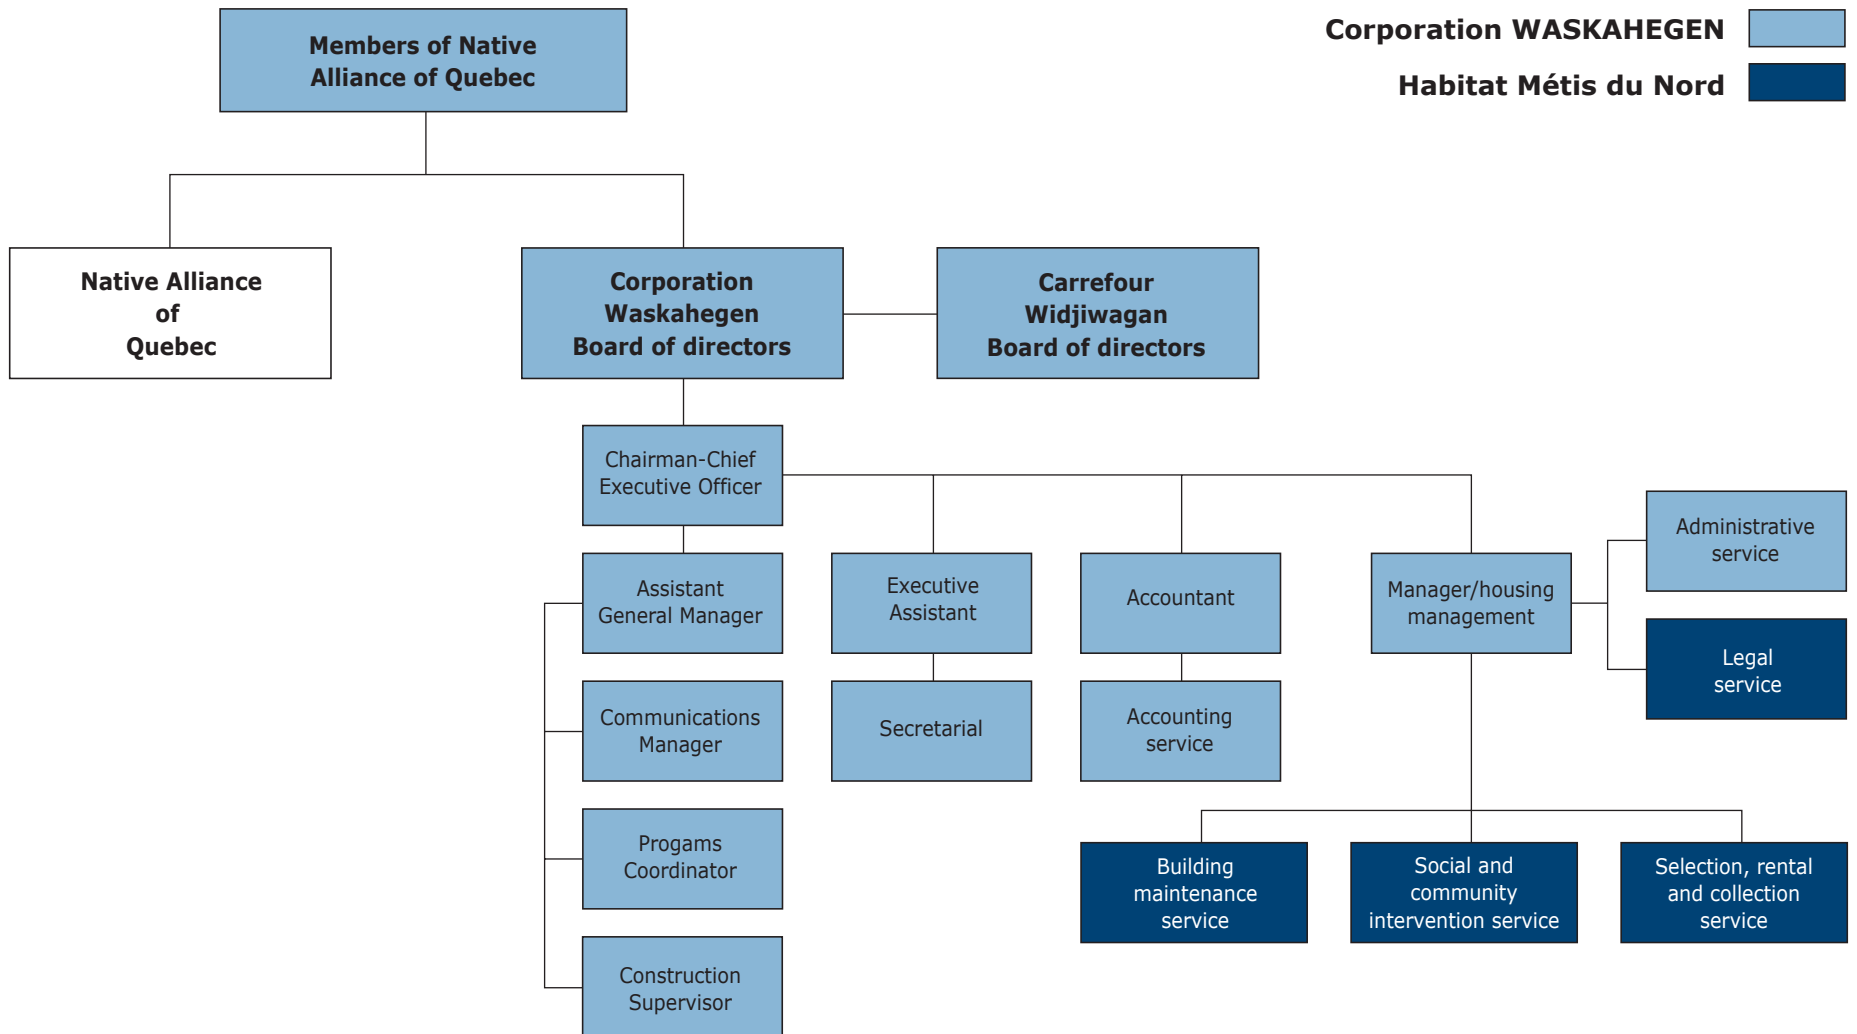 Members of Native
Alliance of Quebec
Corporation WASKAHEGEN
Habitat Métis du Nord
Native Alliance
of
Quebec
Corporation
Waskahegen
Board of directors
Carrefour
Widjiwagan
Board of directors
Chairman-Chief
Executive Officer
Administrative
service
Assistant
General Manager
Executive
Assistant
Accountant
Manager/housing
management
Legal
service
Communications
Manager
Secretarial
Accounting
service
Progams
Coordinator
Building
maintenance
service
Social and
community
intervention service
Selection, rental
and collection
service
Construction
Supervisor